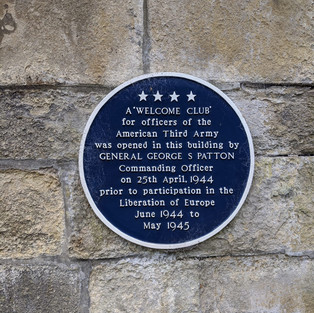 A 'WELCOME CLUB'
for officers of the
American Third Army
was opened in this building by
GENERAL GEORGE S PATTON
Commanding Officer
on 25th April, 1944
prior to participation in the
Liberation of Europe
June 1944 to
May 1945